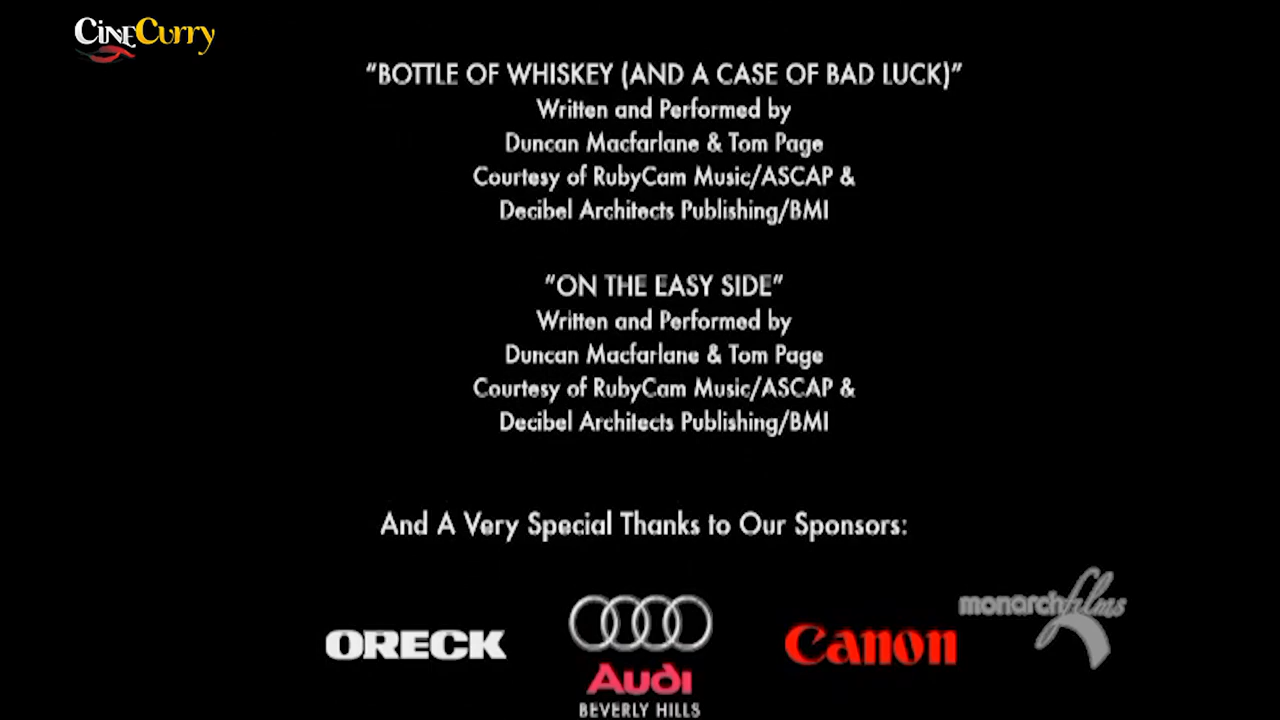 CineCurry
“BOTTLE OF WHISKEY (AND A CASE OF BAD LUCK)”
Written and Performed by
Duncan Macfarlane & Tom Page
Courtesy of RubyCam Music/ASCAP &
Decibel Architects Publishing/BMI
“ON THE EASY SIDE”
Written and Performed by
Duncan Macfarlane & Tom Page
Courtesy of RubyCam Music/ASCAP &
Decibel Architects Publishing/BMI
And A Very Special Thanks to Our Sponsors:
ORECK
Audi
BEVERLY HILLS
Canon
monarchfilms